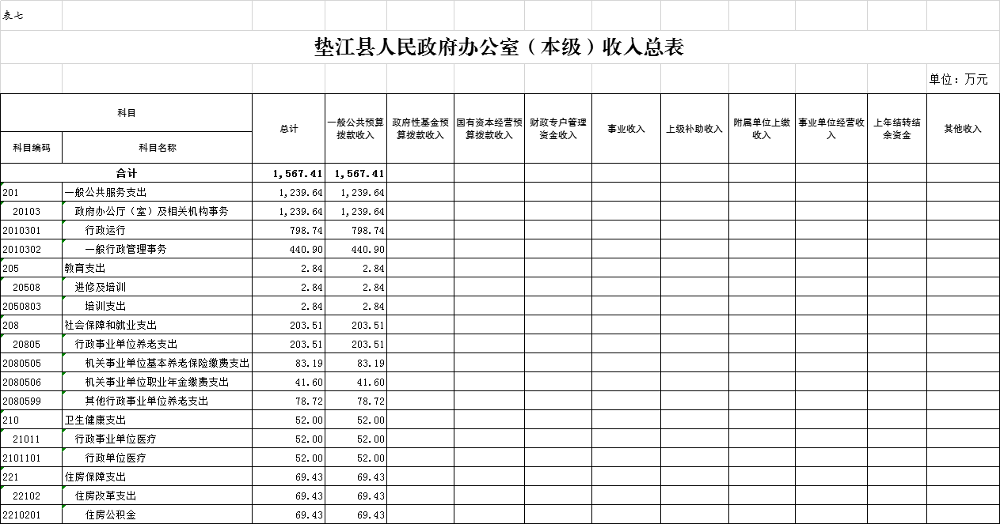 表七
垫江县人民政府办公室（本级）收入总表
单位：万元
科目 总计 一般公共预算拨款收入 政府性基金预算拨款收入 国有资本经营预算拨款收入 财政专户管理资金收入 事业收入 上级补助收入 附属单位上缴收入 事业单位经营收入 上年结转结余资金 其他收入
科目编码 科目名称
合计 1,567.41 1,567.41
201 一般公共服务支出 1,239.64 1,239.64
20103 政府办公厅（室）及相关机构事务 1,239.64 1,239.64
2010301 行政运行 798.74 798.74
2010302 一般行政管理事务 440.90 440.90
205 教育支出 2.84 2.84
20508 进修及培训 2.84 2.84
2050803 培训支出 2.84 2.84
208 社会保障和就业支出 203.51 203.51
20805 行政事业单位养老支出 203.51 203.51
2080505 机关事业单位基本养老保险缴费支出 83.19 83.19
2080506 机关事业单位职业年金缴费支出 41.60 41.60
2080599 其他行政事业单位养老支出 78.72 78.72
210 卫生健康支出 52.00 52.00
21011 行政事业单位医疗 52.00 52.00
2101101 行政单位医疗 52.00 52.00
221 住房保障支出 69.43 69.43
22102 住房改革支出 69.43 69.43
2210201 住房公积金 69.43 69.43